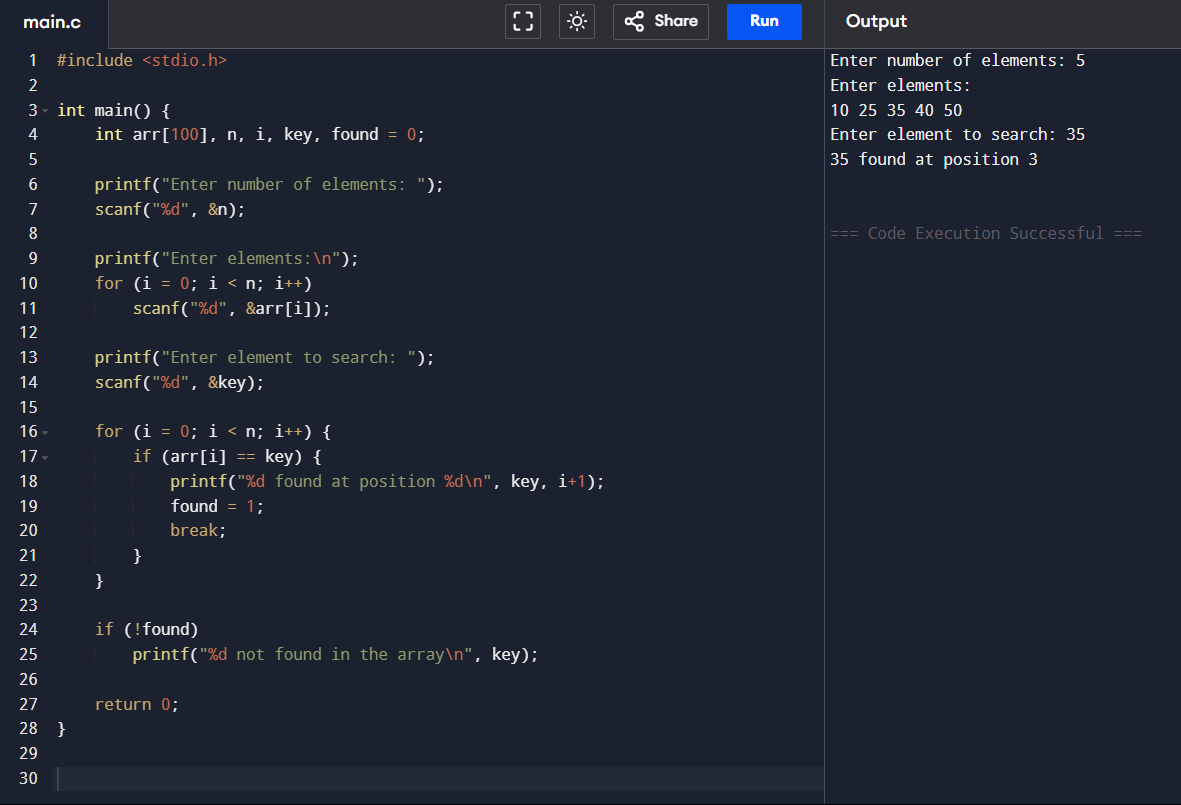 main.c
Share
Run
Output
1 #include <stdio.h>
2
3 int main() {
4     int arr[100], n, i, key, found = 0;
5
6     printf("Enter number of elements: ");
7     scanf("%d", &n);
8
9     printf("Enter elements:\n");
10     for (i = 0; i < n; i++)
11         scanf("%d", &arr[i]);
12
13     printf("Enter element to search: ");
14     scanf("%d", &key);
15
16     for (i = 0; i < n; i++) {
17         if (arr[i] == key) {
18             printf("%d found at position %d\n", key, i+1);
19             found = 1;
20             break;
21         }
22     }
23
24     if (!found)
25         printf("%d not found in the array\n", key);
26
27     return 0;
28 }
29
30
Enter number of elements: 5
Enter elements:
10 25 35 40 50
Enter element to search: 35
35 found at position 3
=== Code Execution Successful ===